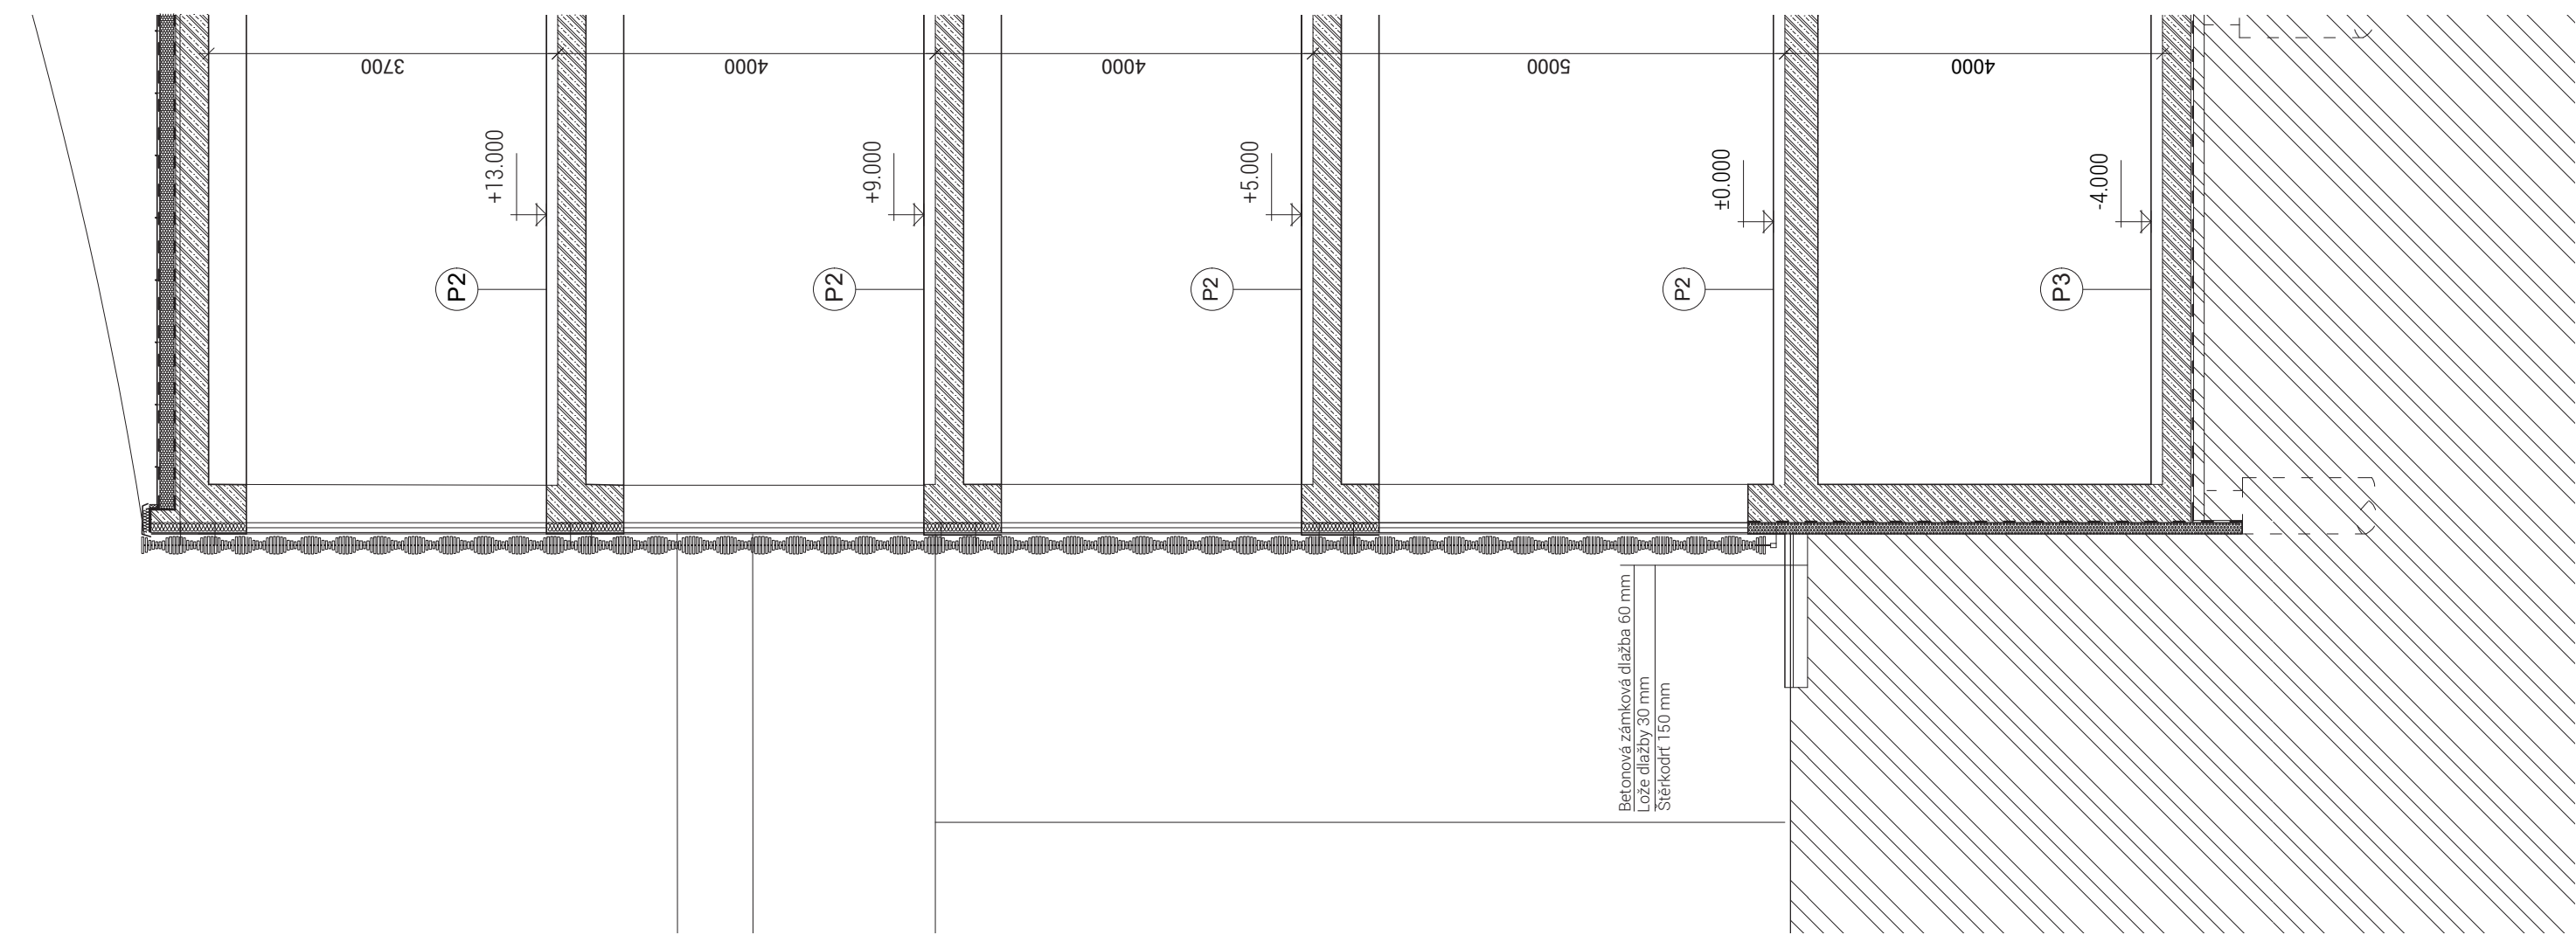 3700
4000
4000
5000
4000
+13.000
+9.000
+5.000
±0.000
-4.000
P2
P2
P2
P2
P3
Betonová zámková dlažba 60 mm
Lože dlažby 30 mm
Štěrkodrť 150 mm